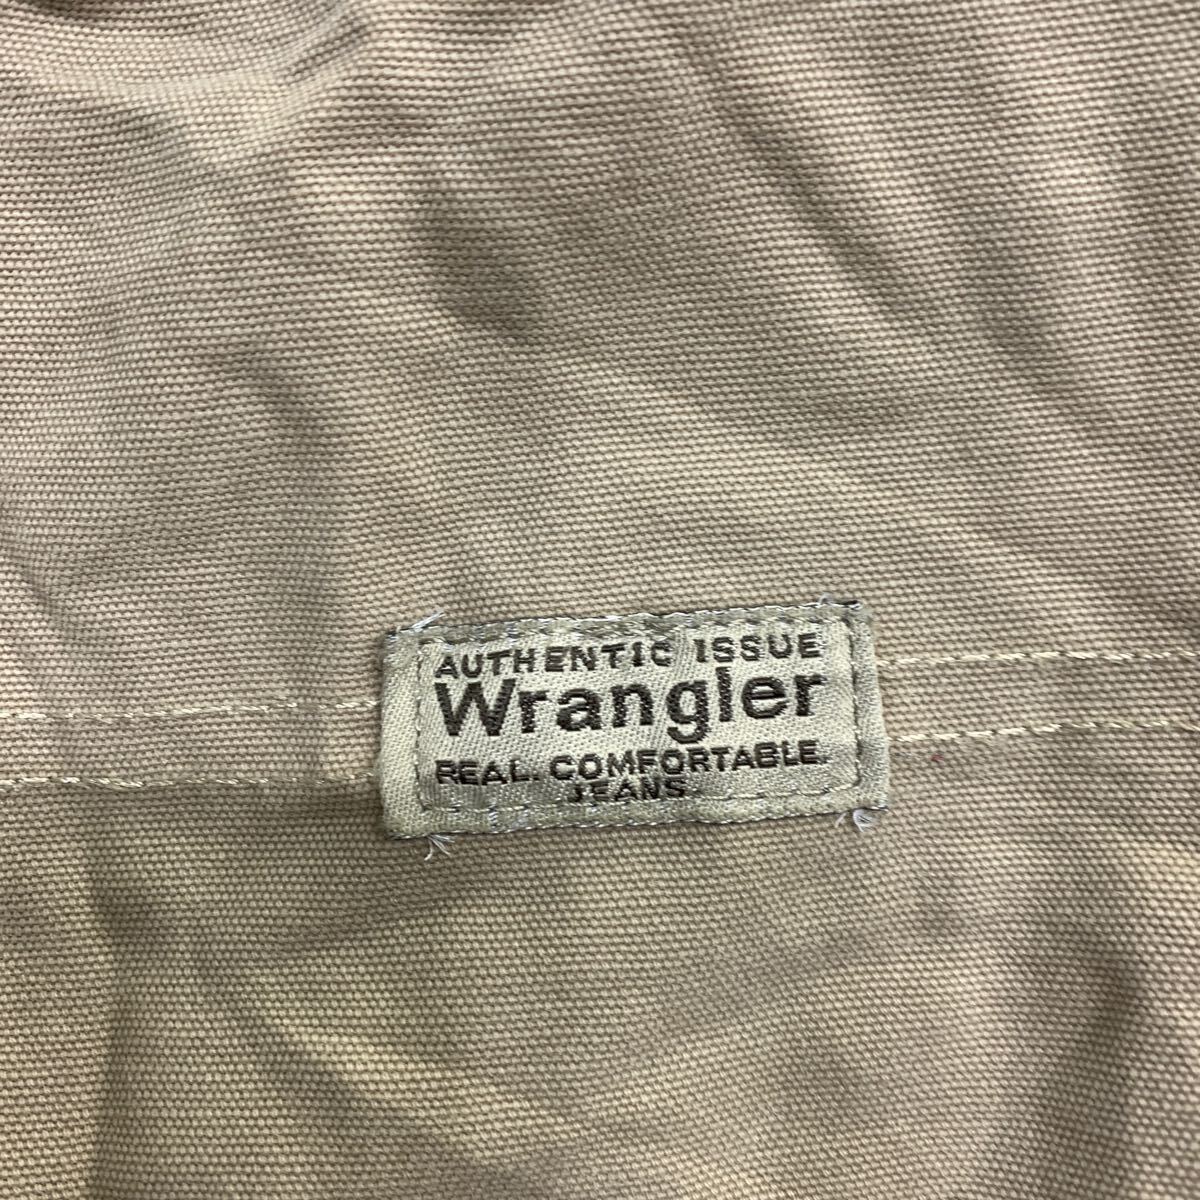 AUTHENTIC ISSUE
Wrangler
REAL. COMFORTABLE.
JEANS.